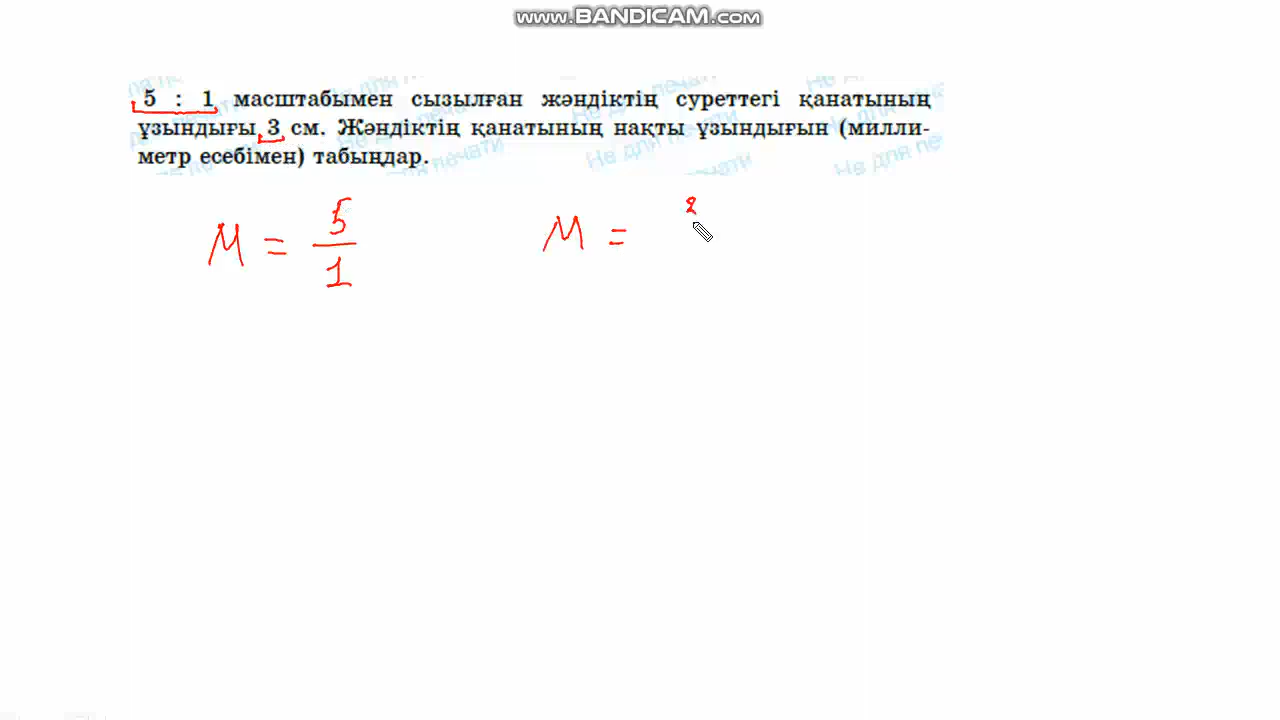 www.BANDICAM.com
5 : 1 масштабымен сызылған жәндіктің суреттегі қанатының
ұзындығы 3 см. Жәндіктің қанатының нақты ұзындығын (милли-
метр есебімен) табыңдар.
M = 5/1
M =